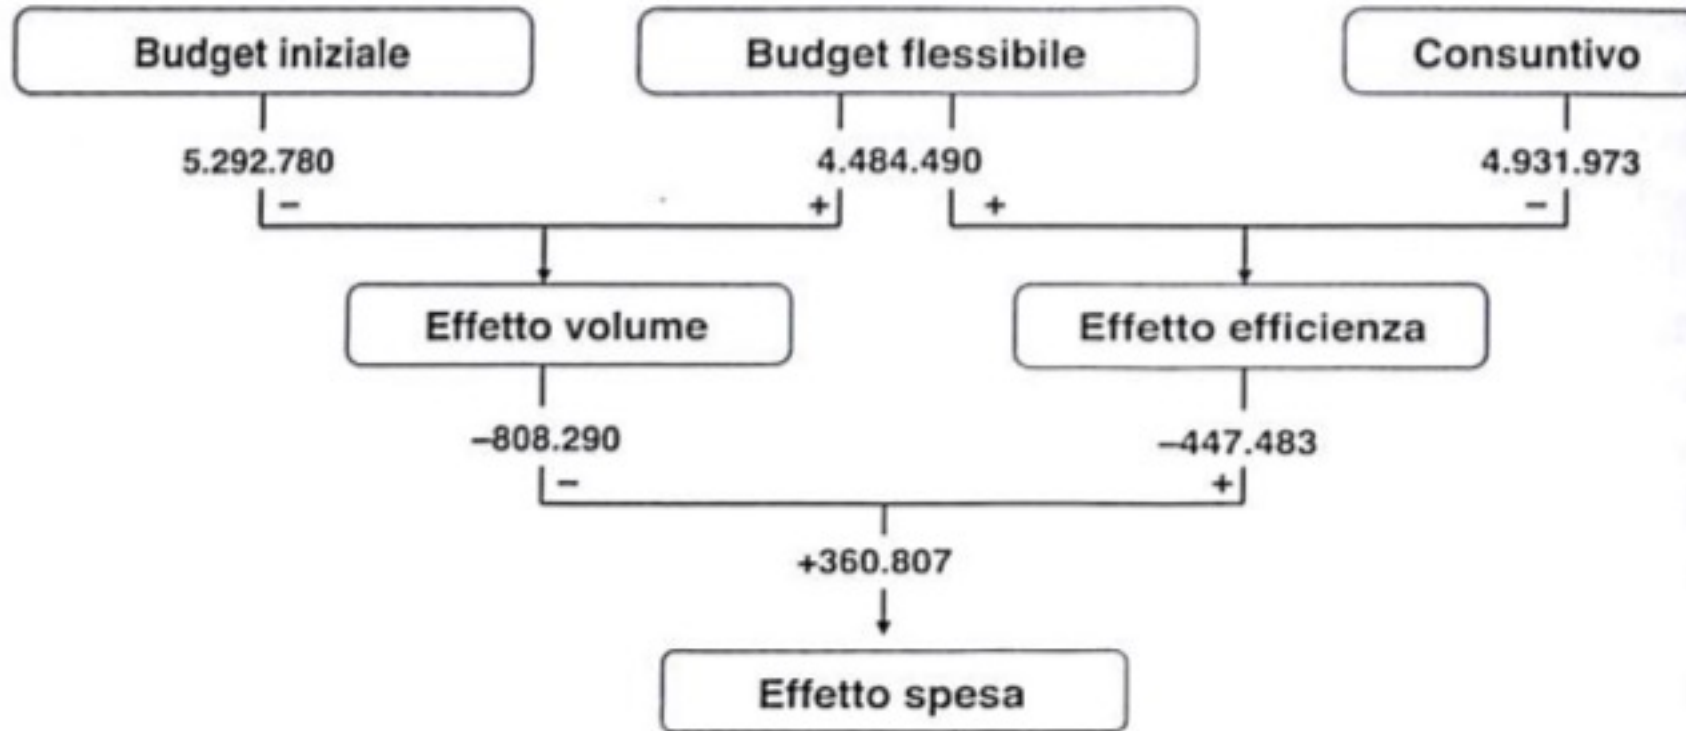 Budget iniziale Budget flessibile Consuntivo
5.292.780 4.484.490 4.931.973
– + + –
Effetto volume Effetto efficienza
–808.290 –447.483
– +
+360.807
Effetto spesa